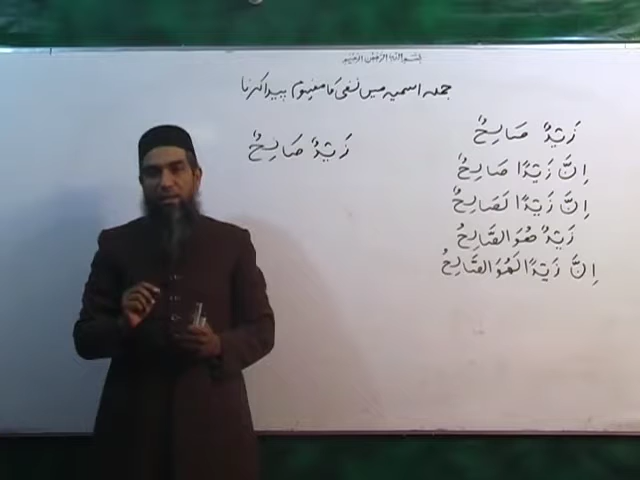 بسم اللہ الرحمن الرحیم
جملہ اسمیہ میں نفی کا مفہوم پیدا کرنا
زَیْدٌ صَالِحٌ
اِنَّ زَیْدًا صَالِحٌ
اِنَّ زَیْدًا لَصَالِحٌ
زَیْدٌ ھُوَ الصَّالِحُ
اِنَّ زَیْدًا لَھُوَ الصَّالِحُ
زَیْدٌ صَالِحٌ